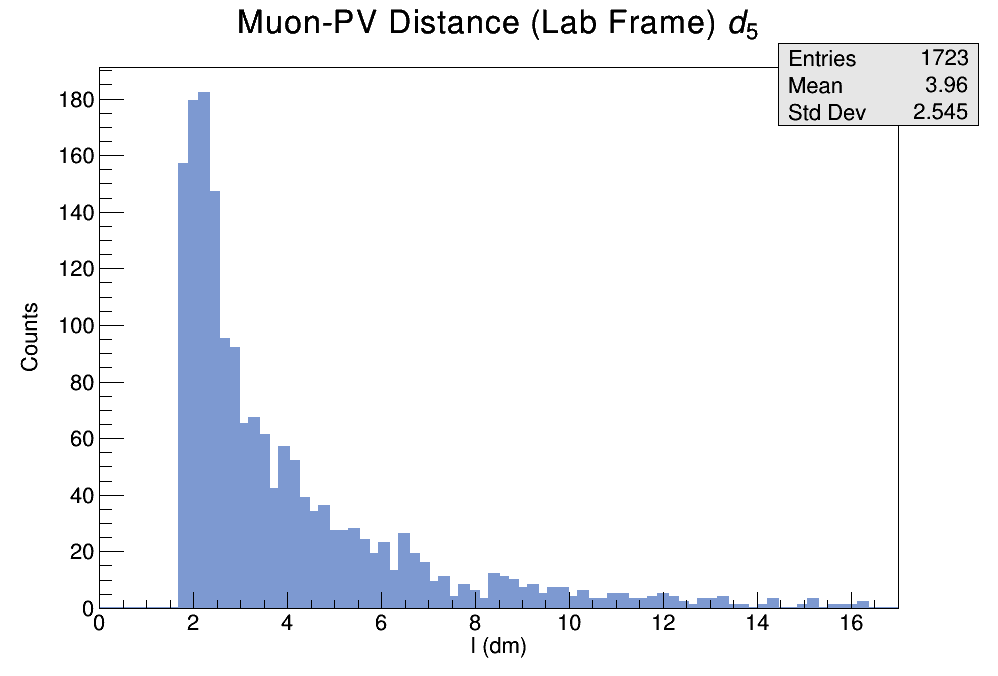 Muon-PV Distance (Lab Frame) d5
Entries 1723
Mean 3.96
Std Dev 2.545
Counts
180
160
140
120
100
80
60
40
20
0
0 2 4 6 8 10 12 14 16
l (dm)